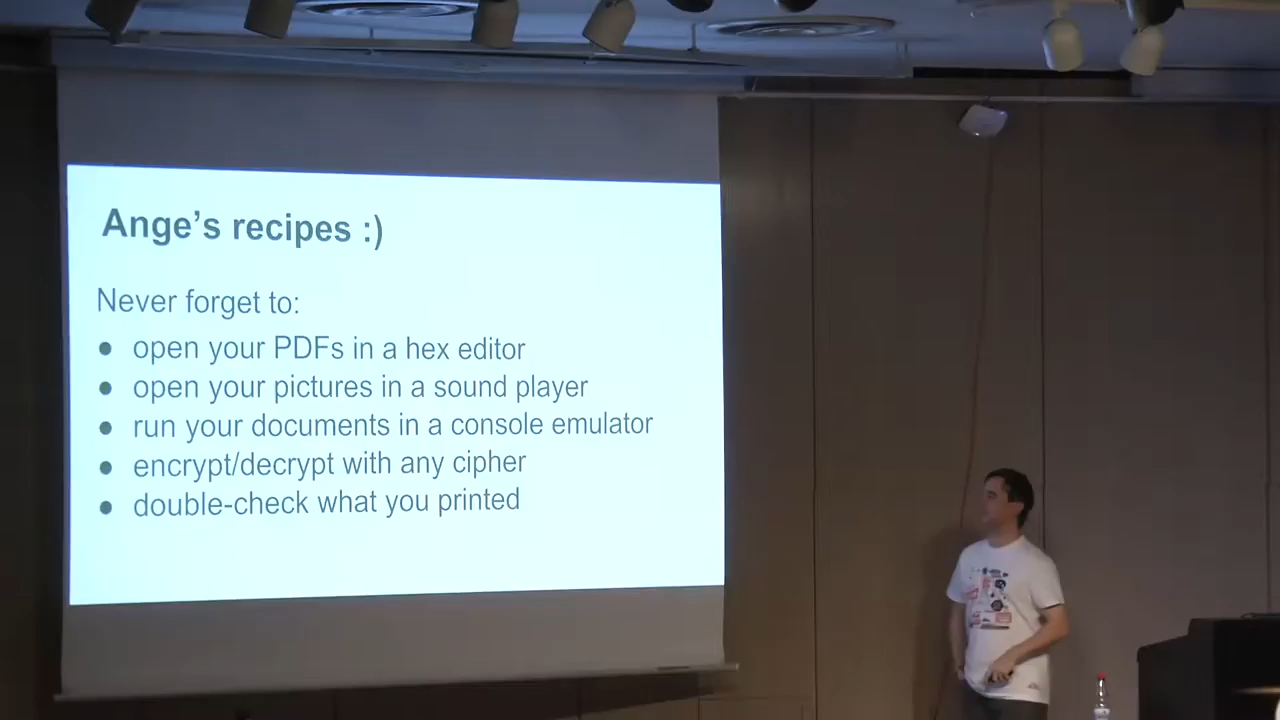 Ange's recipes :)
Never forget to:
● open your PDFs in a hex editor
● open your pictures in a sound player
● run your documents in a console emulator
● encrypt/decrypt with any cipher
● double-check what you printed